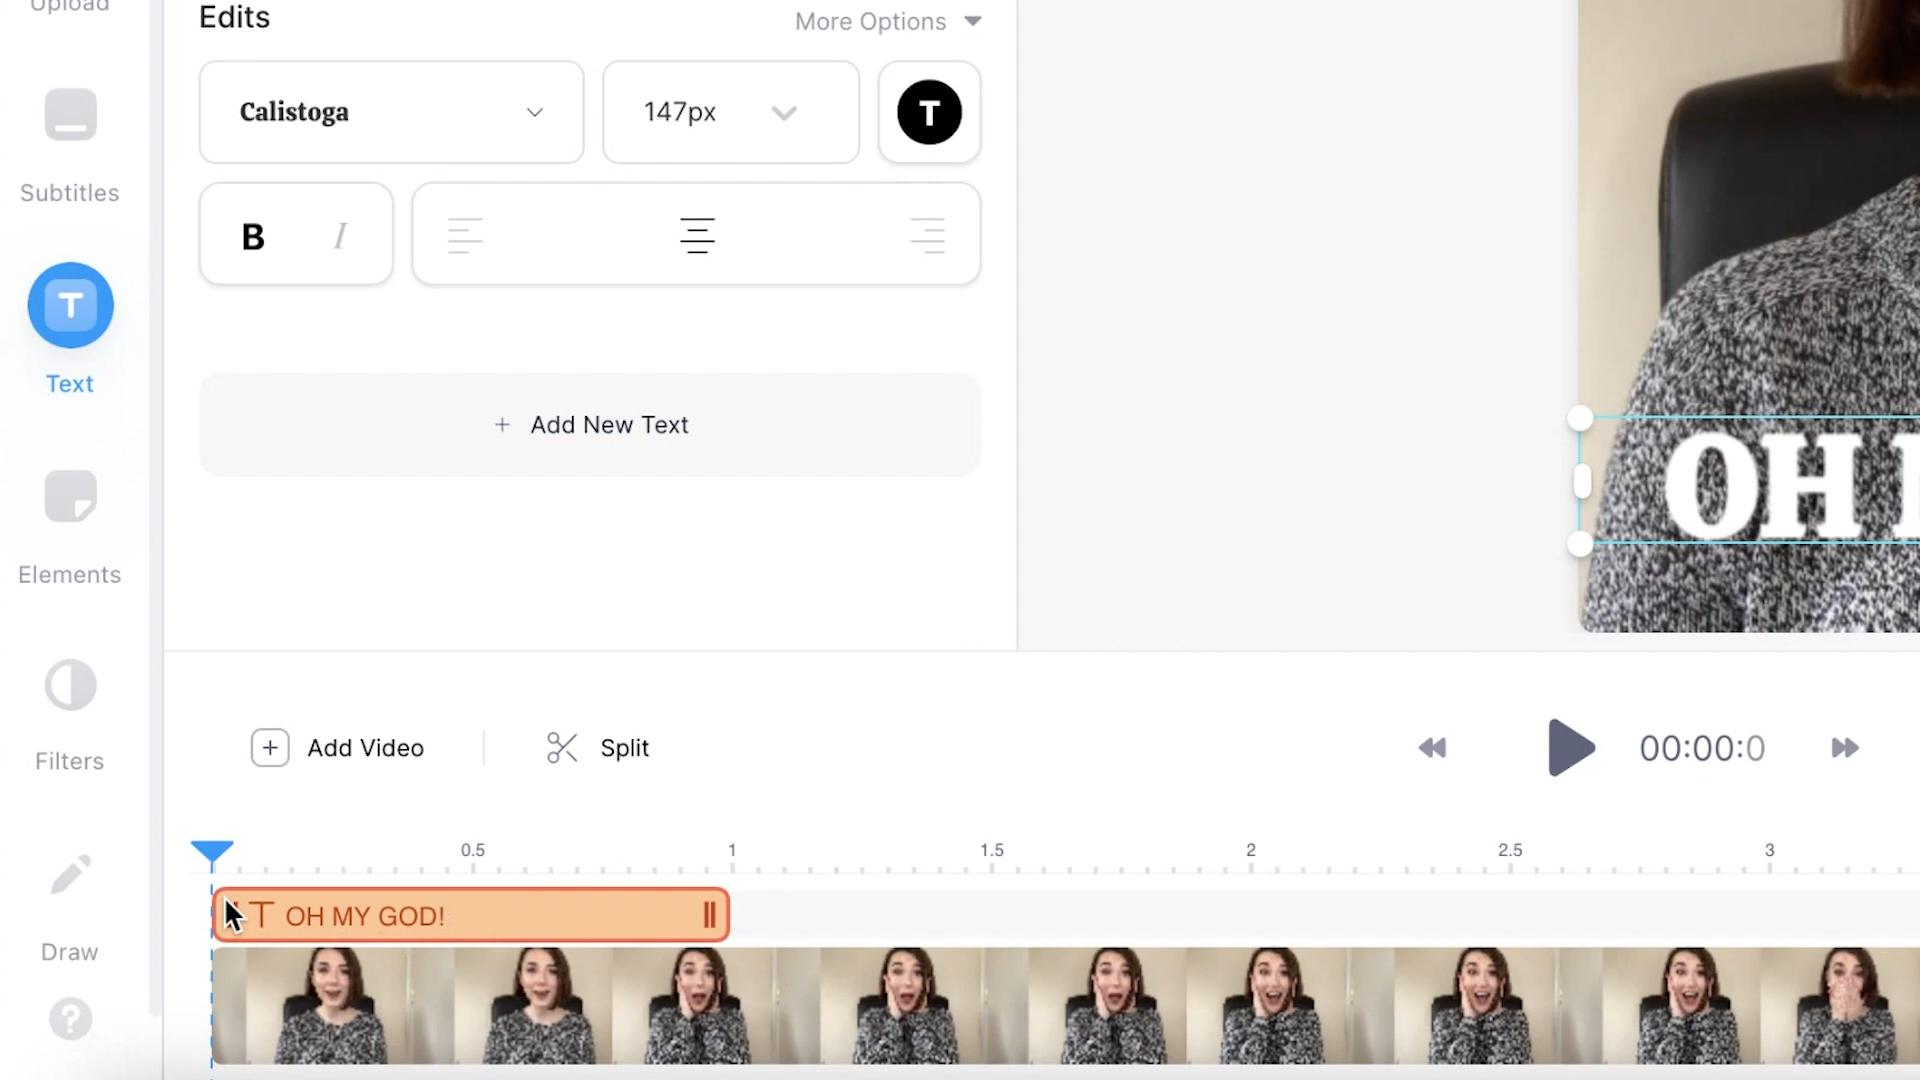 Upload
Edits
More Options
Calistoga
147px
T
B I
Subtitles
T
Text
+ Add New Text
OH
Elements
Filters
+ Add Video
Split
00:00:0
0.5 1 1.5 2 2.5 3
T OH MY GOD!
Draw
?